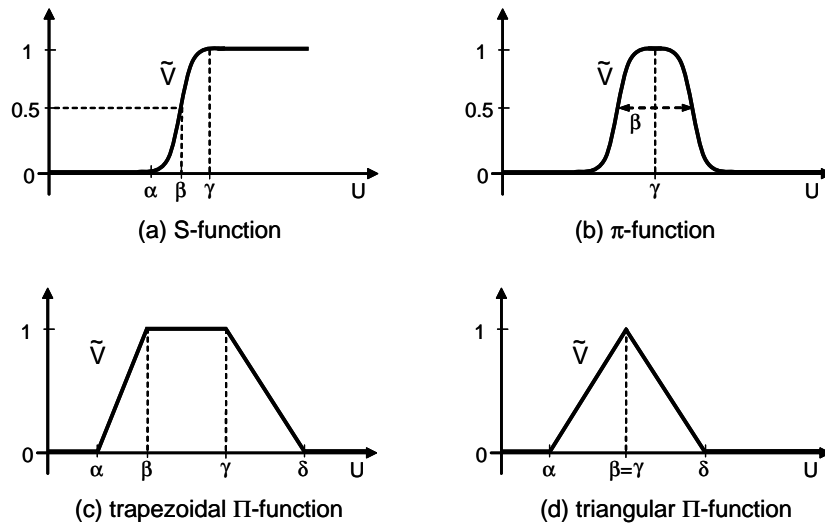 1
Ṽ
0.5
0
α
β
γ
U
(a) S-function
1
Ṽ
0.5
β
0
γ
U
(b) π-function
1
Ṽ
0
α
β
γ
δ
U
(c) trapezoidal Π-function
1
Ṽ
0
α
β=γ
δ
U
(d) triangular Π-function